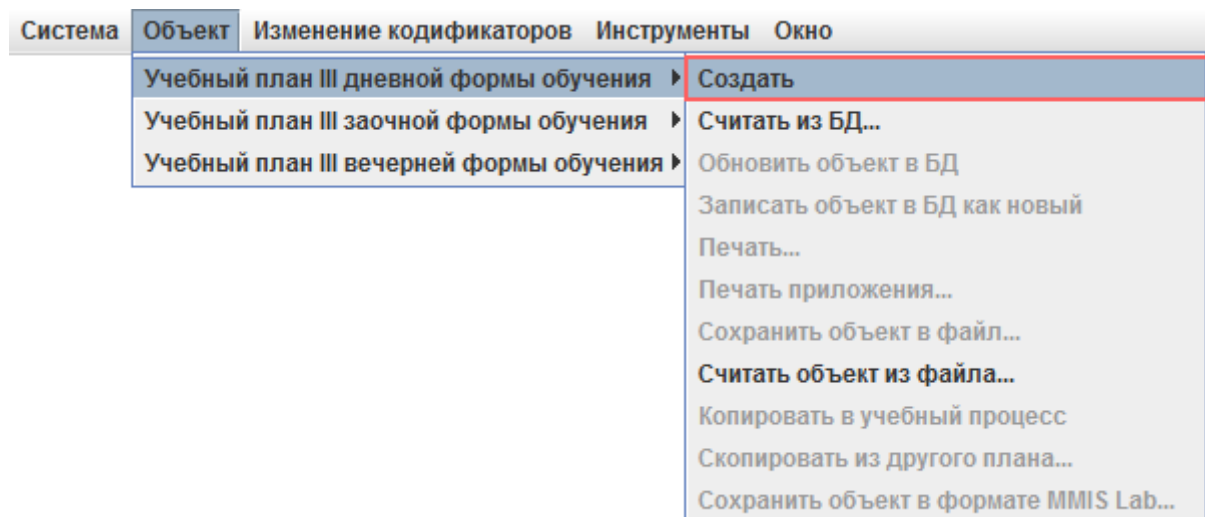 Система Объект Изменение кодификаторов Инструменты Окно
Учебный план III дневной формы обучения
Учебный план III заочной формы обучения
Учебный план III вечерней формы обучения
Создать
Считать из БД...
Обновить объект в БД
Записать объект в БД как новый
Печать...
Печать приложения...
Сохранить объект в файл...
Считать объект из файла...
Копировать в учебный процесс
Скопировать из другого плана...
Сохранить объект в формате MMIS Lab...